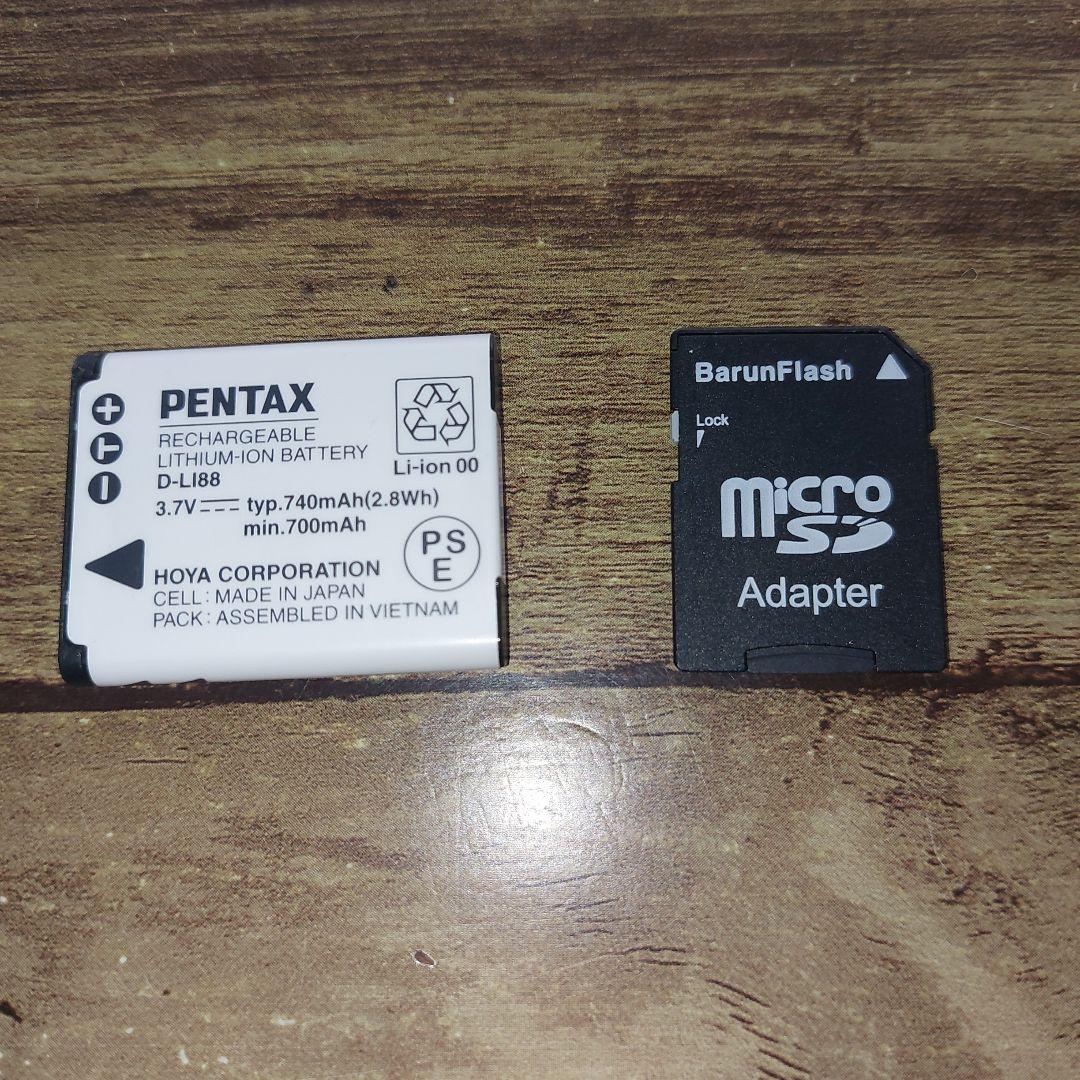 PENTAX
RECHARGEABLE
LITHIUM-ION BATTERY
D-LI88
3.7V⎓ typ.740mAh(2.8Wh)
min.700mAh
Li-ion 00
PS
E
HOYA CORPORATION
CELL : MADE IN JAPAN
PACK : ASSEMBLED IN VIETNAM
+
T
−
BarunFlash
Lock
micro
SD
Adapter